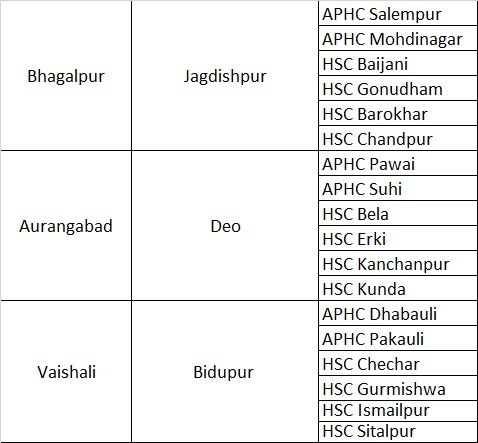 Bhagalpur
Jagdishpur
APHC Salempur
APHC Mohdinagar
HSC Baijani
HSC Gonudham
HSC Barokhar
HSC Chandpur
Aurangabad
Deo
APHC Pawai
APHC Suhi
HSC Bela
HSC Erki
HSC Kanchanpur
HSC Kunda
Vaishali
Bidupur
APHC Dhabauli
APHC Pakauli
HSC Chechar
HSC Gurmishwa
HSC Ismailpur
HSC Sitalpur